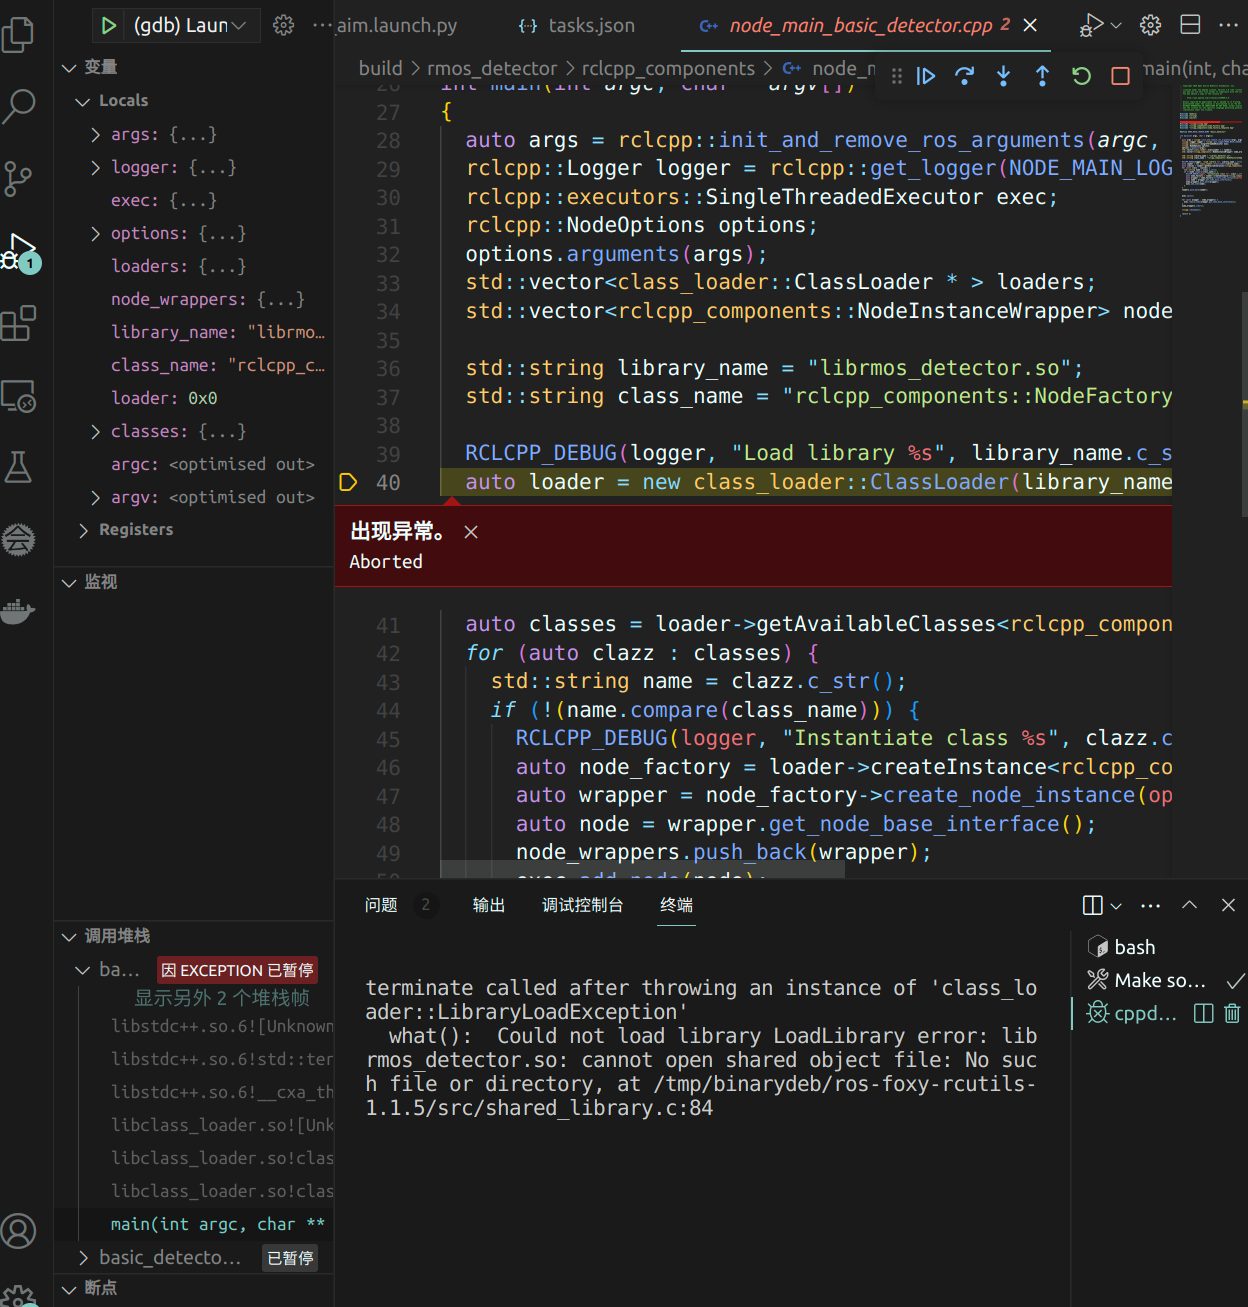 (gdb) Laun
aim.launch.py
tasks.json
node_main_basic_detector.cpp 2
变量
build > rmos_detector > rclcpp_components >
main(int, cha
Locals
args: {...}
logger: {...}
exec: {...}
options: {...}
loaders: {...}
node_wrappers: {...}
library_name: "librmo…
class_name: "rclcpp_c…
loader: 0x0
classes: {...}
argc: <optimised out>
argv: <optimised out>
Registers
监视
调用堆栈
ba...
因 EXCEPTION 已暂停
显示另外 2 个堆栈帧
libstdc++.so.6![Unknown
libstdc++.so.6!std::ter
libstdc++.so.6!__cxa_th
libclass_loader.so![Unk
libclass_loader.so!clas
libclass_loader.so!clas
main(int argc, char **
basic_detecto...
已暂停
断点
1
27 {
28 auto args = rclcpp::init_and_remove_ros_arguments(argc,
29 rclcpp::Logger logger = rclcpp::get_logger(NODE_MAIN_LOG
30 rclcpp::executors::SingleThreadedExecutor exec;
31 rclcpp::NodeOptions options;
32 options.arguments(args);
33 std::vector<class_loader::ClassLoader * > loaders;
34 std::vector<rclcpp_components::NodeInstanceWrapper> node
35
36 std::string library_name = "librmos_detector.so";
37 std::string class_name = "rclcpp_components::NodeFactory
38
39 RCLCPP_DEBUG(logger, "Load library %s", library_name.c_s
40 auto loader = new class_loader::ClassLoader(library_name
出现异常。
Aborted
41 auto classes = loader->getAvailableClasses<rclcpp_compon
42 for (auto clazz : classes) {
43 std::string name = clazz.c_str();
44 if (!(name.compare(class_name))) {
45 RCLCPP_DEBUG(logger, "Instantiate class %s", clazz.c
46 auto node_factory = loader->createInstance<rclcpp_co
47 auto wrapper = node_factory->create_node_instance(op
48 auto node = wrapper.get_node_base_interface();
49 node_wrappers.push_back(wrapper);
问题 2 输出 调试控制台 终端
terminate called after throwing an instance of 'class_lo
ader::LibraryLoadException'
what(): Could not load library LoadLibrary error: lib
rmos_detector.so: cannot open shared object file: No suc
h file or directory, at /tmp/binarydeb/ros-foxy-rcutils-
1.1.5/src/shared_library.c:84
bash
Make so...
cppd...